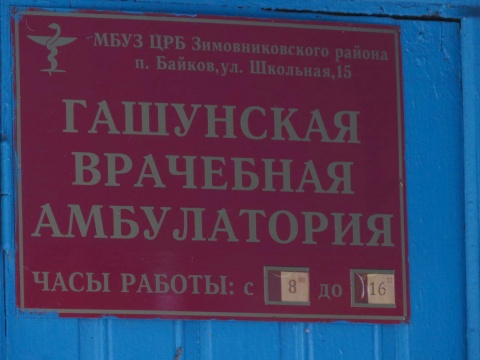 МБУЗ ЦРБ Зимовниковского района
п. Байков,ул. Школьная,15
ГАШУНСКАЯ
ВРАЧЕБНАЯ
АМБУЛАТОРИЯ
ЧАСЫ РАБОТЫ: с 8 до 16